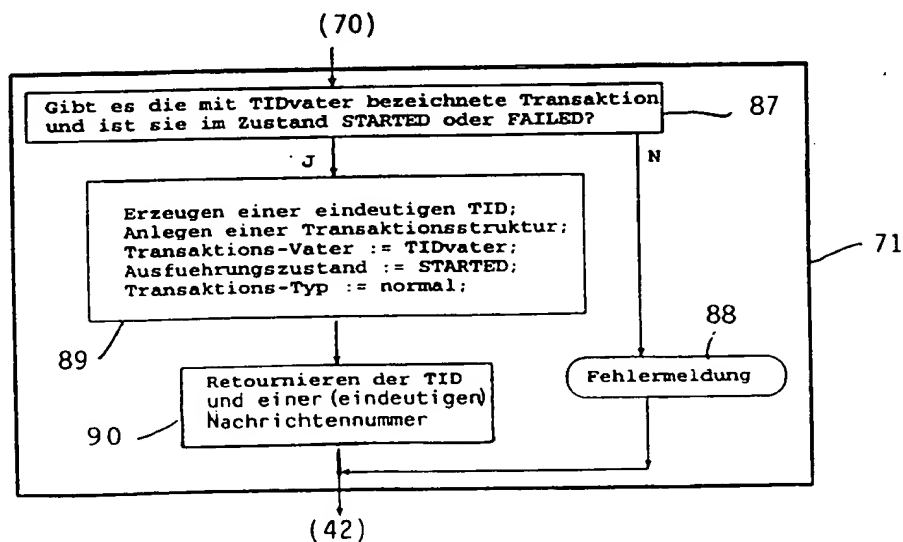 (70)
Gibt es die mit TIDvater bezeichnete Transaktion
und ist sie im Zustand STARTED oder FAILED?
87
J
N
Erzeugen einer eindeutigen TID;
Anlegen einer Transaktionsstruktur;
Transaktions-Vater := TIDvater;
Ausfuehrungszustand := STARTED;
Transaktions-Typ := normal;
71
89
88
Retournieren der TID
und einer (eindeutigen)
Nachrichtennummer
Fehlermeldung
90
(42)